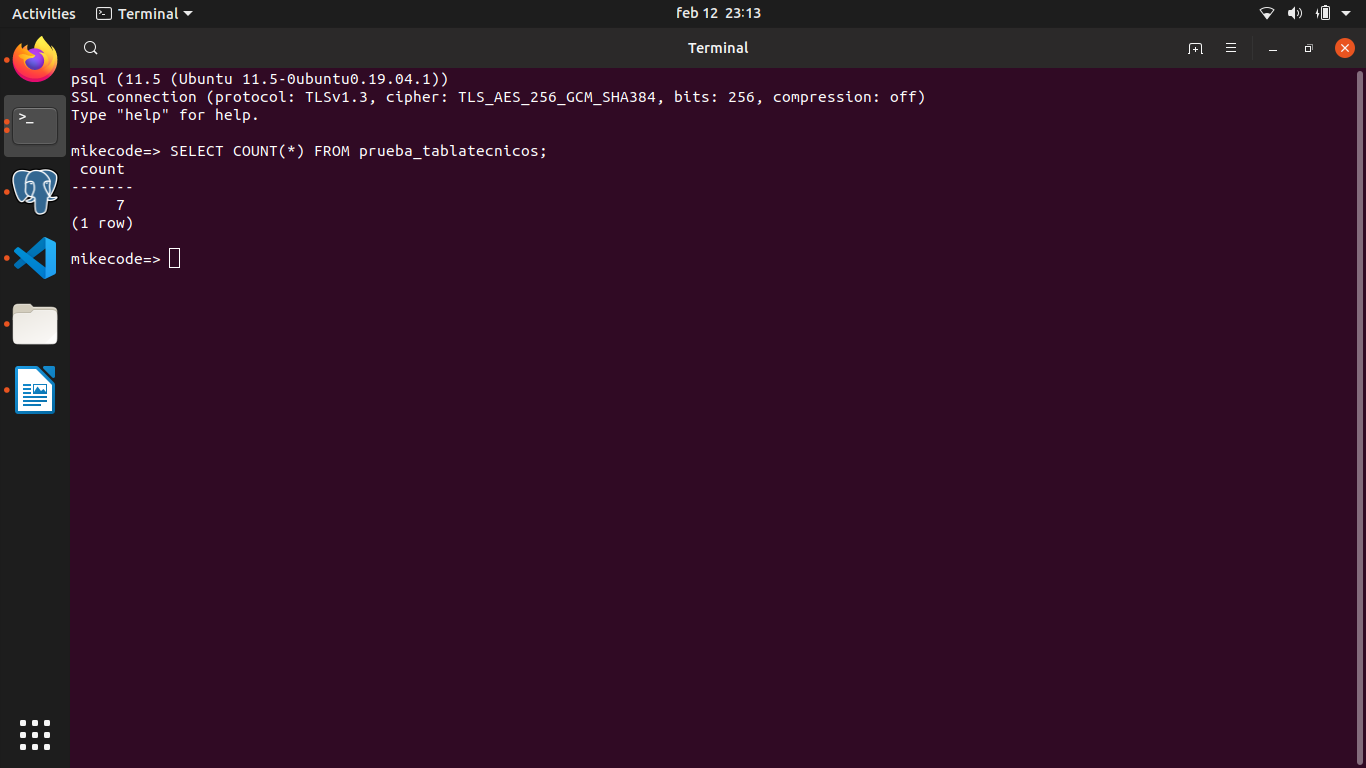 Activities
Terminal
feb 12 23:13
Terminal
psql (11.5 (Ubuntu 11.5-0ubuntu0.19.04.1))
SSL connection (protocol: TLSv1.3, cipher: TLS_AES_256_GCM_SHA384, bits: 256, compression: off)
Type "help" for help.
mikecode=> SELECT COUNT(*) FROM prueba_tablatecnicos;
count
-------
7
(1 row)
mikecode=>